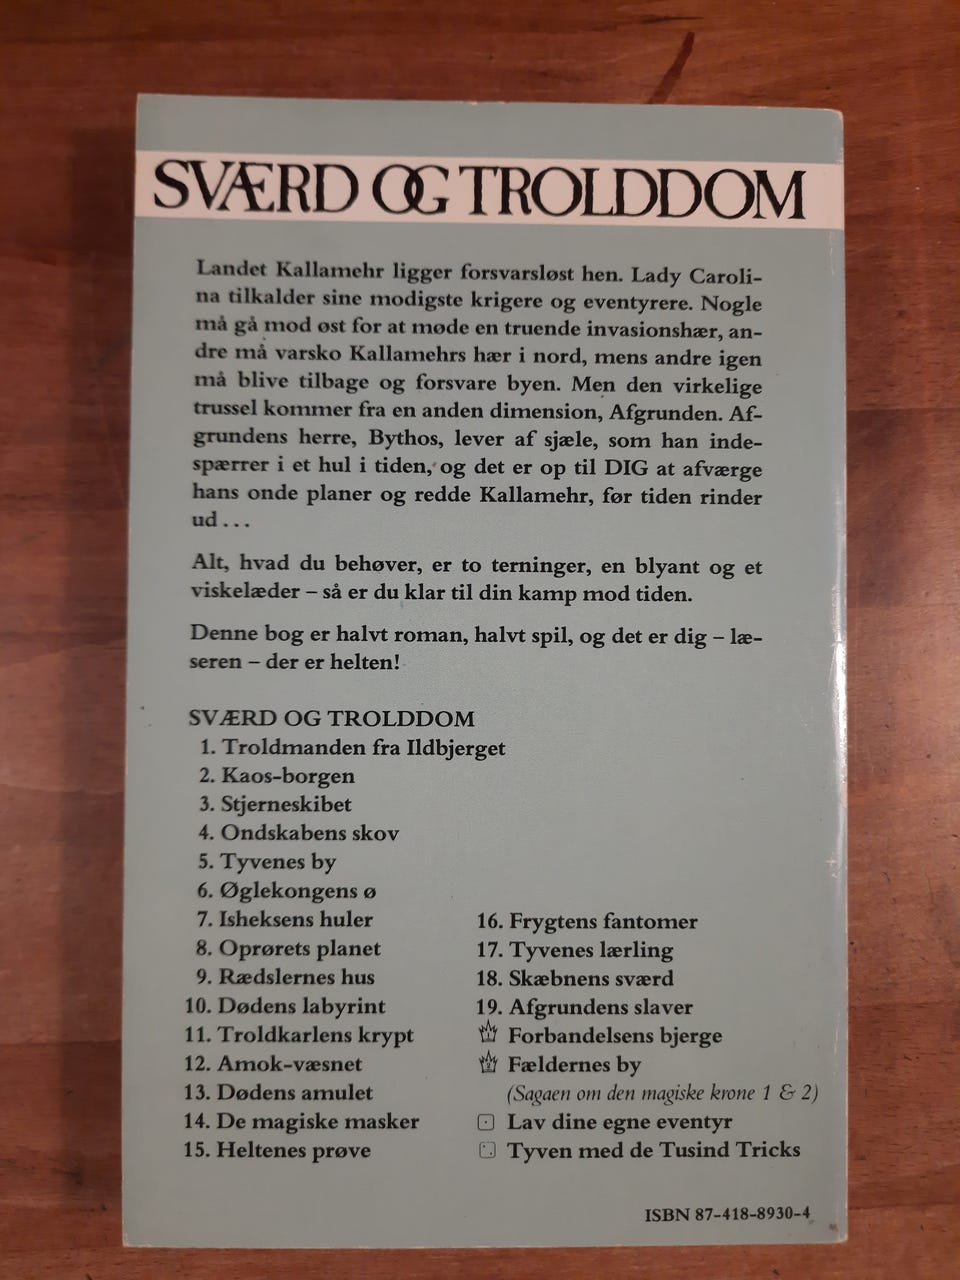 SVÆRD OG TROLDDOM
Landet Kallamehr ligger forsvarsløst hen. Lady Caroli-
na tilkalder sine modigste krigere og eventyrere. Nogle
må gå mod øst for at møde en truende invasionshær, an-
dre må varsko Kallamehrs hær i nord, mens andre igen
må blive tilbage og forsvare byen. Men den virkelige
trussel kommer fra en anden dimension, Afgrunden. Af-
grundens herre, Bythos, lever af sjæle, som han inde-
spærrer i et hul i tiden, og det er op til DIG at afværge
hans onde planer og redde Kallamehr, før tiden rinder
ud ...
Alt, hvad du behøver, er to terninger, en blyant og et
viskelæder – så er du klar til din kamp mod tiden.
Denne bog er halvt roman, halvt spil, og det er dig – læ-
seren – der er helten!
SVÆRD OG TROLDDOM
1. Troldmanden fra Ildbjerget
2. Kaos-borgen
3. Stjerneskibet
4. Ondskabens skov
5. Tyvenes by
6. Øglekongens ø
7. Isheksens huler
8. Oprørets planet
9. Rædslernes hus
10. Dødens labyrint
11. Troldkarlens krypt
12. Amok-væsnet
13. Dødens amulet
14. De magiske masker
15. Heltenes prøve
16. Frygtens fantomer
17. Tyvenes lærling
18. Skæbnens sværd
19. Afgrundens slaver
Forbandelsens bjerge
Fældernes by
(Sagaen om den magiske krone 1 & 2)
Lav dine egne eventyr
Tyven med de Tusind Tricks
ISBN 87-418-8930-4